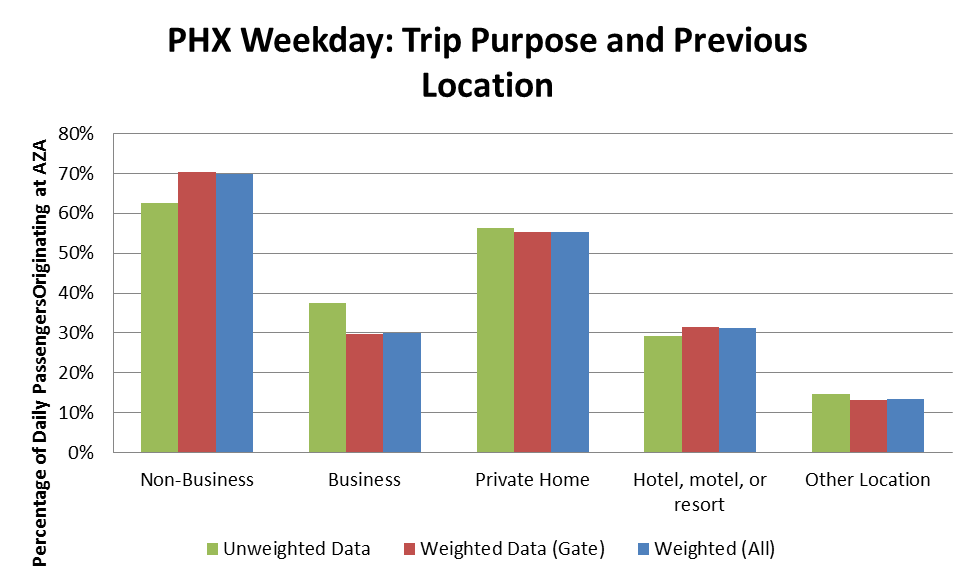 PHX Weekday: Trip Purpose and Previous
Location
Percentage of Daily PassengersOriginating at AZA
80%
70%
60%
50%
40%
30%
20%
10%
0%
Non-Business
Business
Private Home
Hotel, motel, or
resort
Other Location
Unweighted Data
Weighted Data (Gate)
Weighted (All)